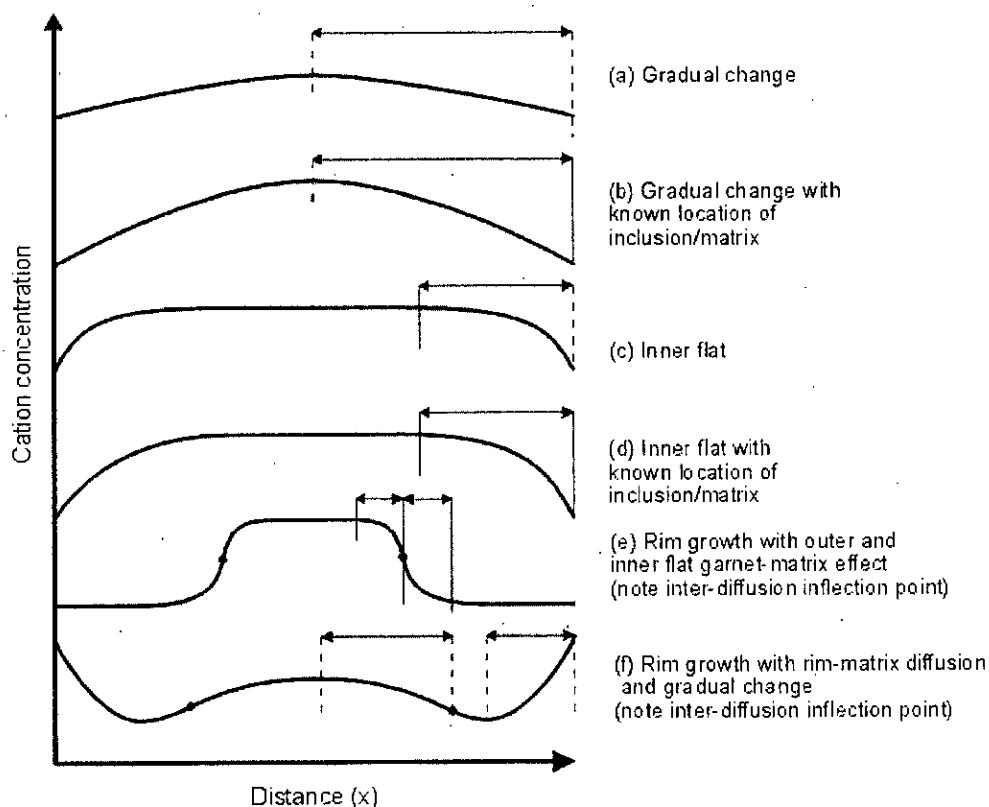 (a) Gradual change
(b) Gradual change with
known location of
inclusion/matrix
(c) Inner flat
(d) Inner flat with
known location of
inclusion/matrix
(e) Rim growth with outer and
inner flat garnet-matrix effect
(note inter-diffusion inflection point)
(f) Rim growth with rim-matrix diffusion
and gradual change
(note inter-diffusion inflection point)
Cation concentration
Distance (x)